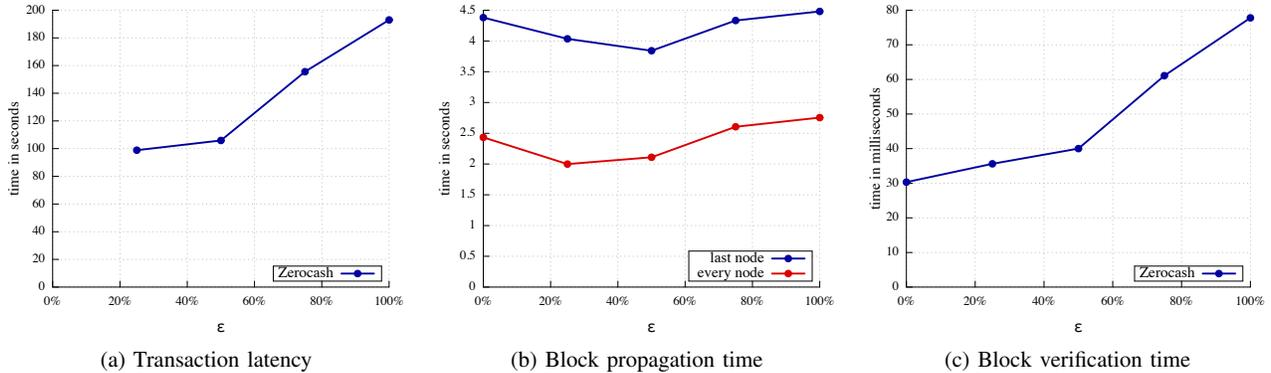 200
180
160
140
120
100
80
60
40
20
0
time in seconds
0% 20% 40% 60% 80% 100%
ε
Zerocash
(a) Transaction latency
4.5
4
3.5
3
2.5
2
1.5
1
0.5
0
time in seconds
0% 20% 40% 60% 80% 100%
ε
last node
every node
(b) Block propagation time
80
70
60
50
40
30
20
10
0
time in milliseconds
0% 20% 40% 60% 80% 100%
ε
Zerocash
(c) Block verification time